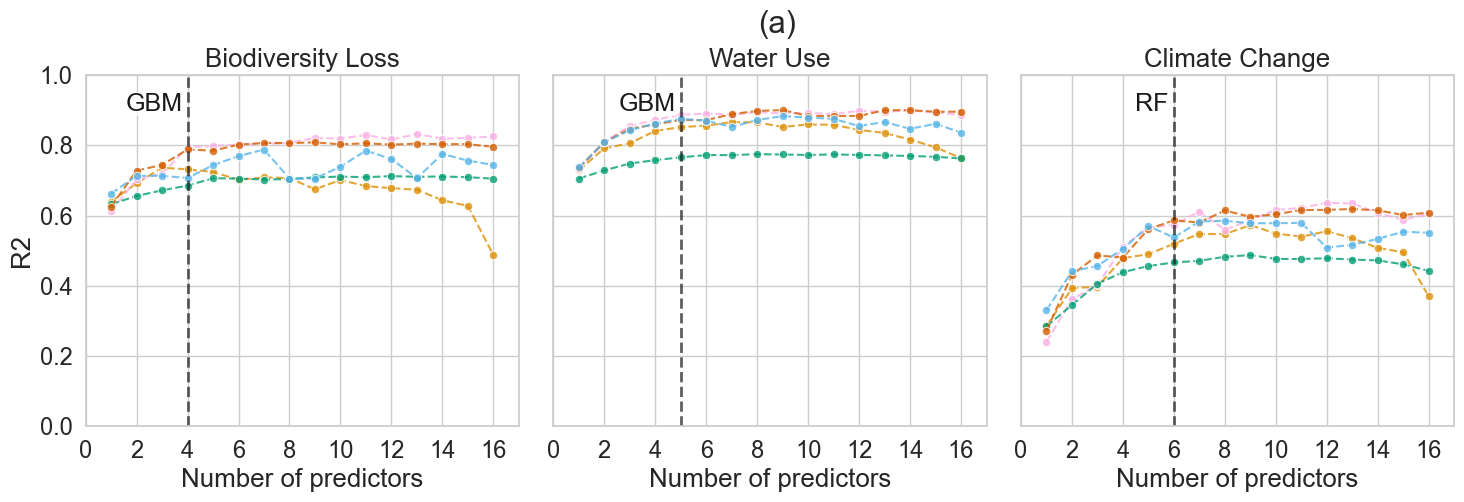 (a)
Biodiversity Loss
Water Use
Climate Change
R2
1.0
0.8
0.6
0.4
0.2
0.0
GBM
GBM
RF
0 2 4 6 8 10 12 14 16
0 2 4 6 8 10 12 14 16
0 2 4 6 8 10 12 14 16
Number of predictors
Number of predictors
Number of predictors